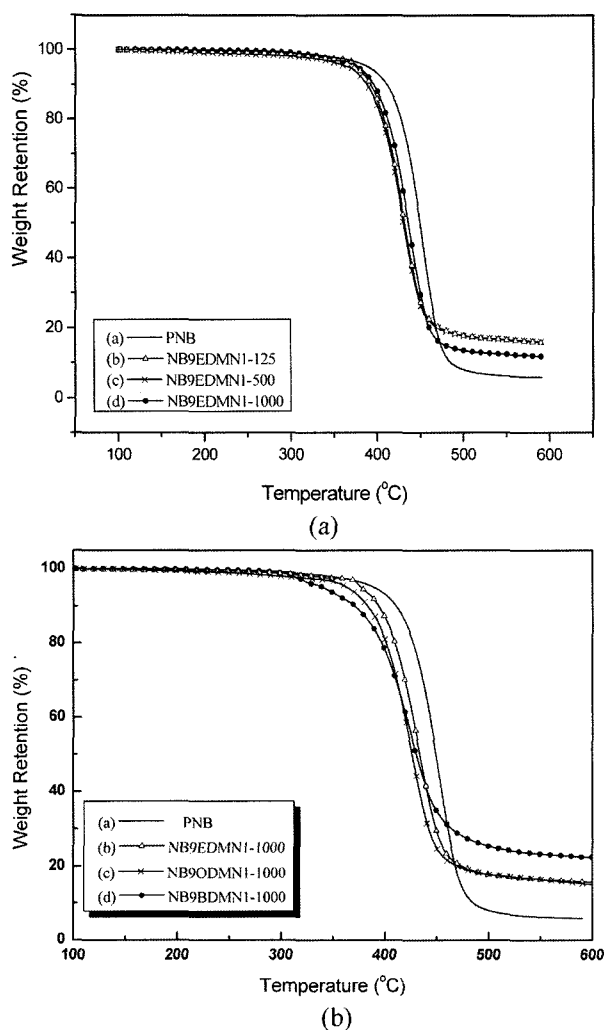 100
80
60
40
20
0
Weight Retention (%)
(a) PNB
(b) NB9EDMN1-125
(c) NB9EDMN1-500
(d) NB9EDMN1-1000
100 200 300 400 500 600
Temperature (°C)
(a)
100
80
60
40
20
0
Weight Retention (%)
(a) PNB
(b) NB9EDMN1-1000
(c) NB9ODMN1-1000
(d) NB9BDMN1-1000
100 200 300 400 500 600
Temperature (°C)
(b)